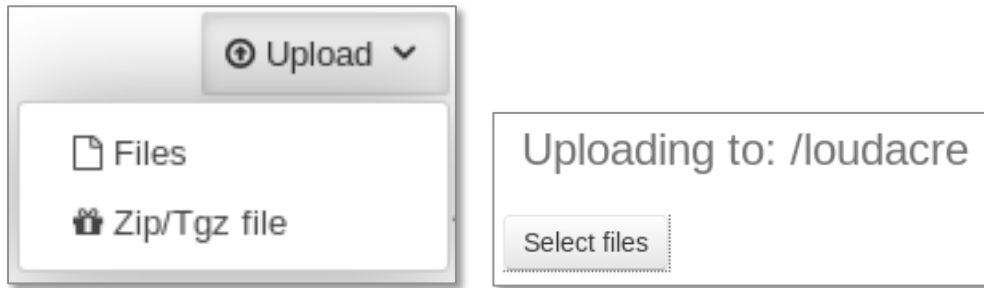 Upload
Files
Zip/Tgz file
Uploading to: /loudacre
Select files